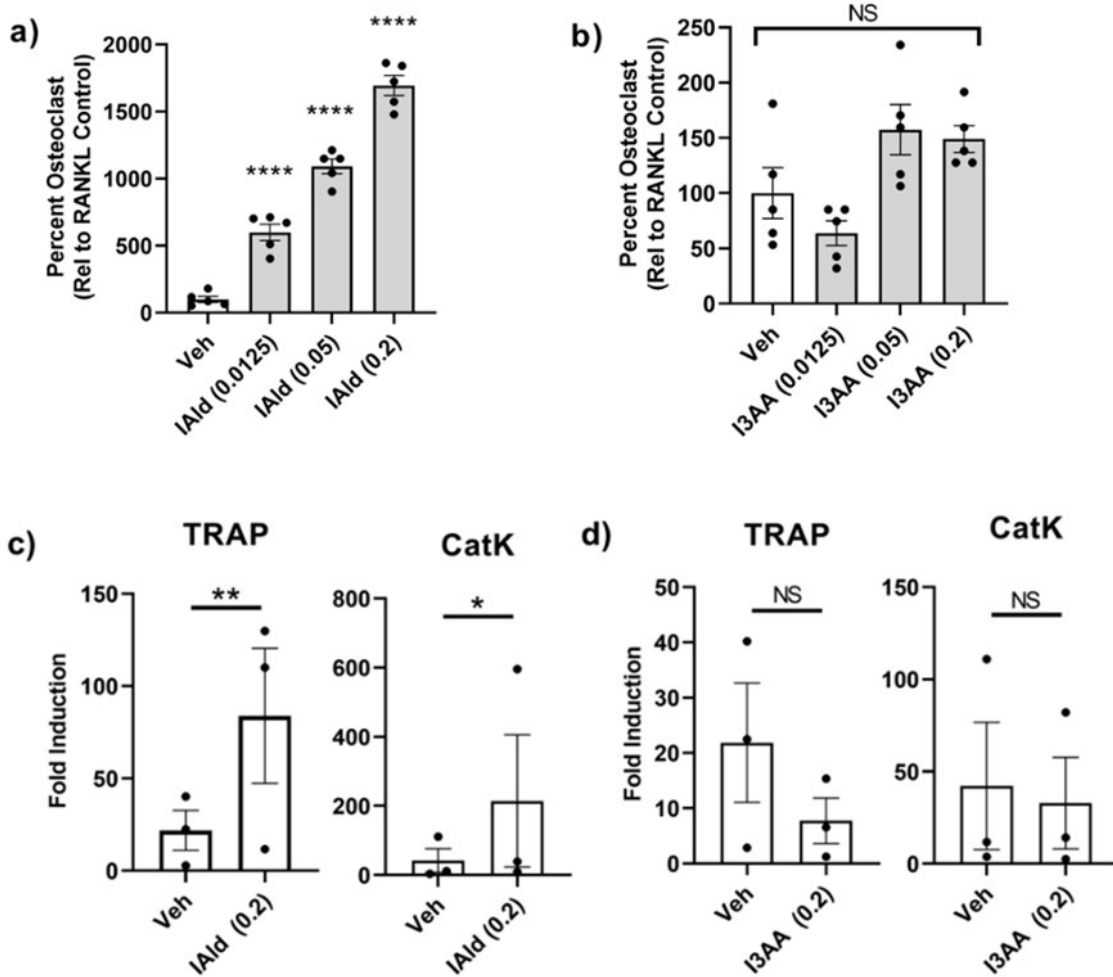 a)
Percent Osteoclast
(Rel to RANKL Control)
2000
1500
1000
500
0
****
****
****
Veh
IAld (0.0125)
IAld (0.05)
IAld (0.2)
b)
Percent Osteoclast
(Rel to RANKL Control)
250
200
150
100
50
0
NS
Veh
I3AA (0.0125)
I3AA (0.05)
I3AA (0.2)
c)
TRAP
Fold Induction
150
100
50
0
**
Veh
IAld (0.2)
CatK
800
600
400
200
0
*
Veh
IAld (0.2)
d)
TRAP
Fold Induction
50
40
30
20
10
0
NS
Veh
I3AA (0.2)
CatK
150
100
50
0
NS
Veh
I3AA (0.2)